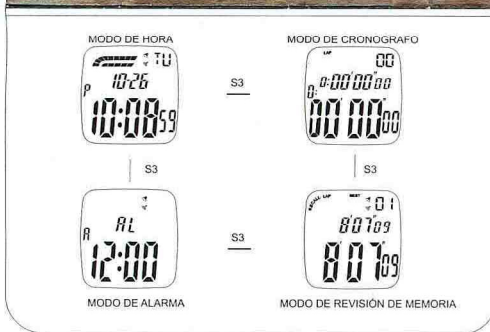 MODO DE HORA
TU
P 10-26
10:08 59
S3
MODO DE CRONOGRAFO
LAP
00
0:00'00"00
0:
00'00"00
S3
S3
A AL
12:00
MODO DE ALARMA
S3
RECALL LAP BEST 01
8'07"09
8'07"09
MODO DE REVISIÓN DE MEMORIA